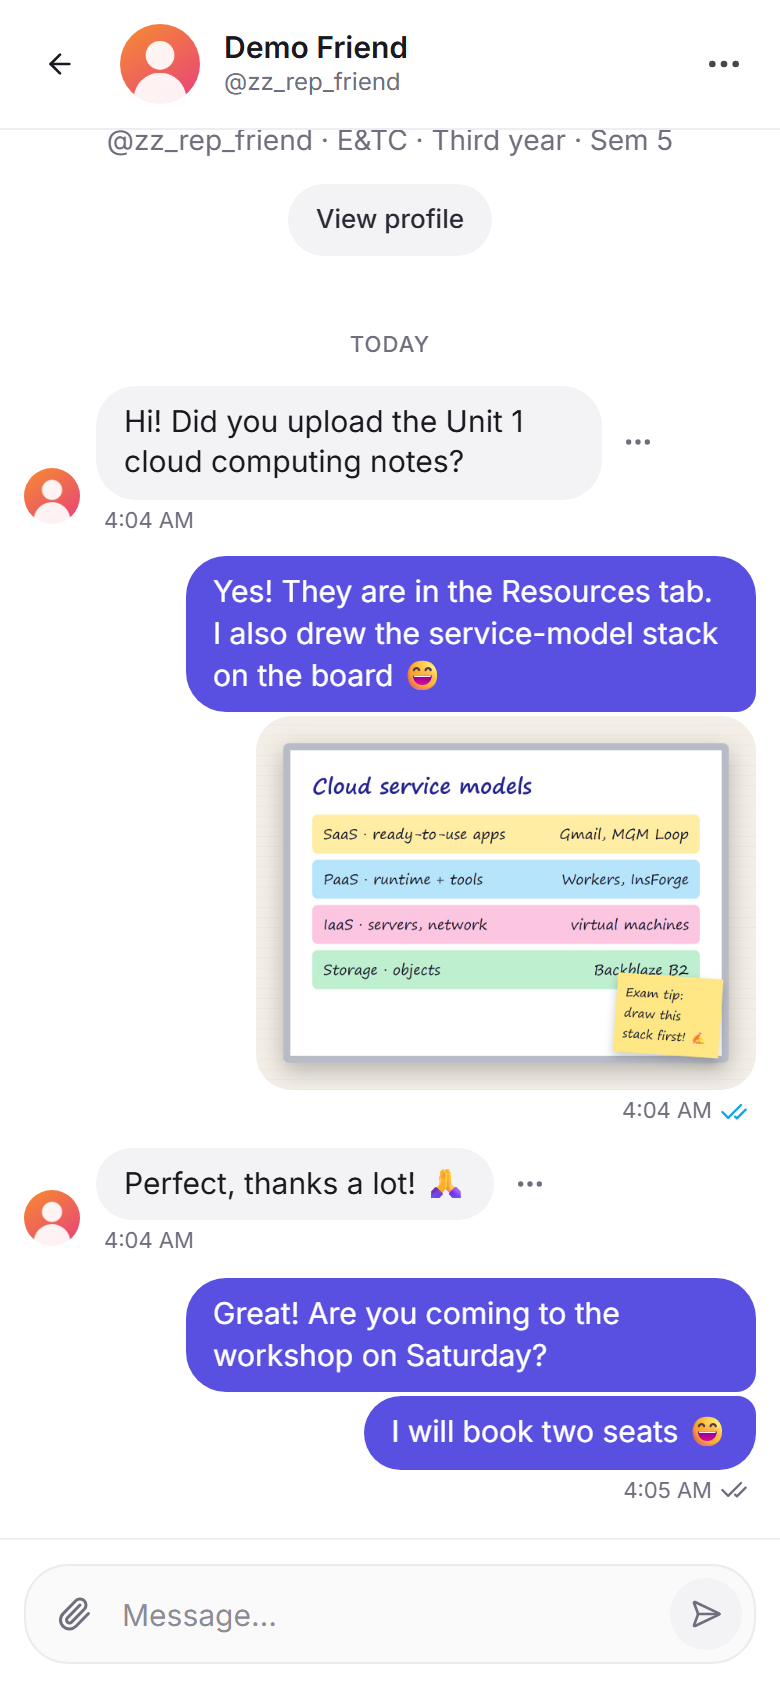 Demo Friend
@zz_rep_friend
@zz_rep_friend · E&TC · Third year · Sem 5
View profile
TODAY
Hi! Did you upload the Unit 1
cloud computing notes?
4:04 AM
Yes! They are in the Resources tab.
I also drew the service-model stack
on the board 😄
Cloud service models
SaaS · ready-to-use apps Gmail, MGM Loop
PaaS · runtime + tools Workers, InsForge
IaaS · servers, network virtual machines
Storage · objects Backblaze B2
Exam tip:
draw this
stack first! ✍️
4:04 AM
Perfect, thanks a lot! 🙏
4:04 AM
Great! Are you coming to the
workshop on Saturday?
I will book two seats 😄
4:05 AM
Message...